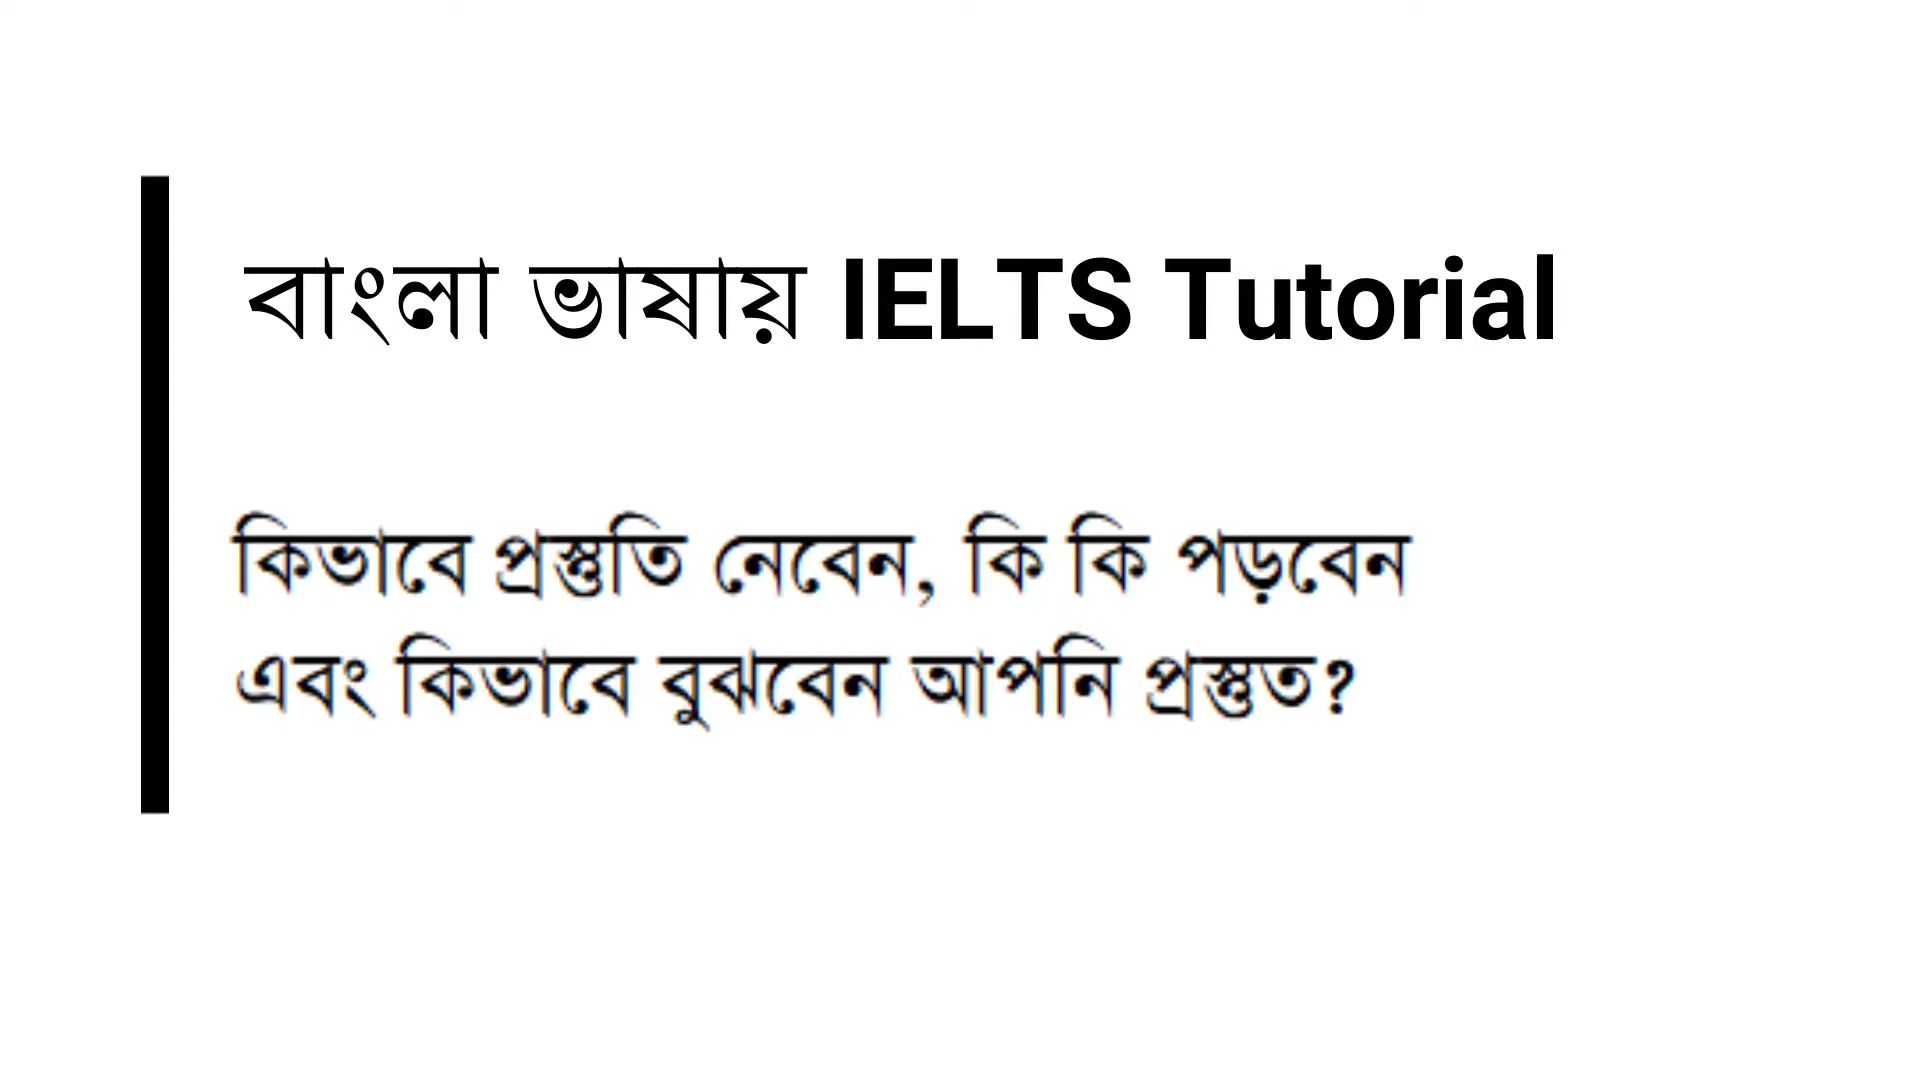 বাংলা ভাষায় IELTS Tutorial
কিভাবে প্রস্তুতি নেবেন, কি কি পড়বেন
এবং কিভাবে বুঝবেন আপনি প্রস্তুত?